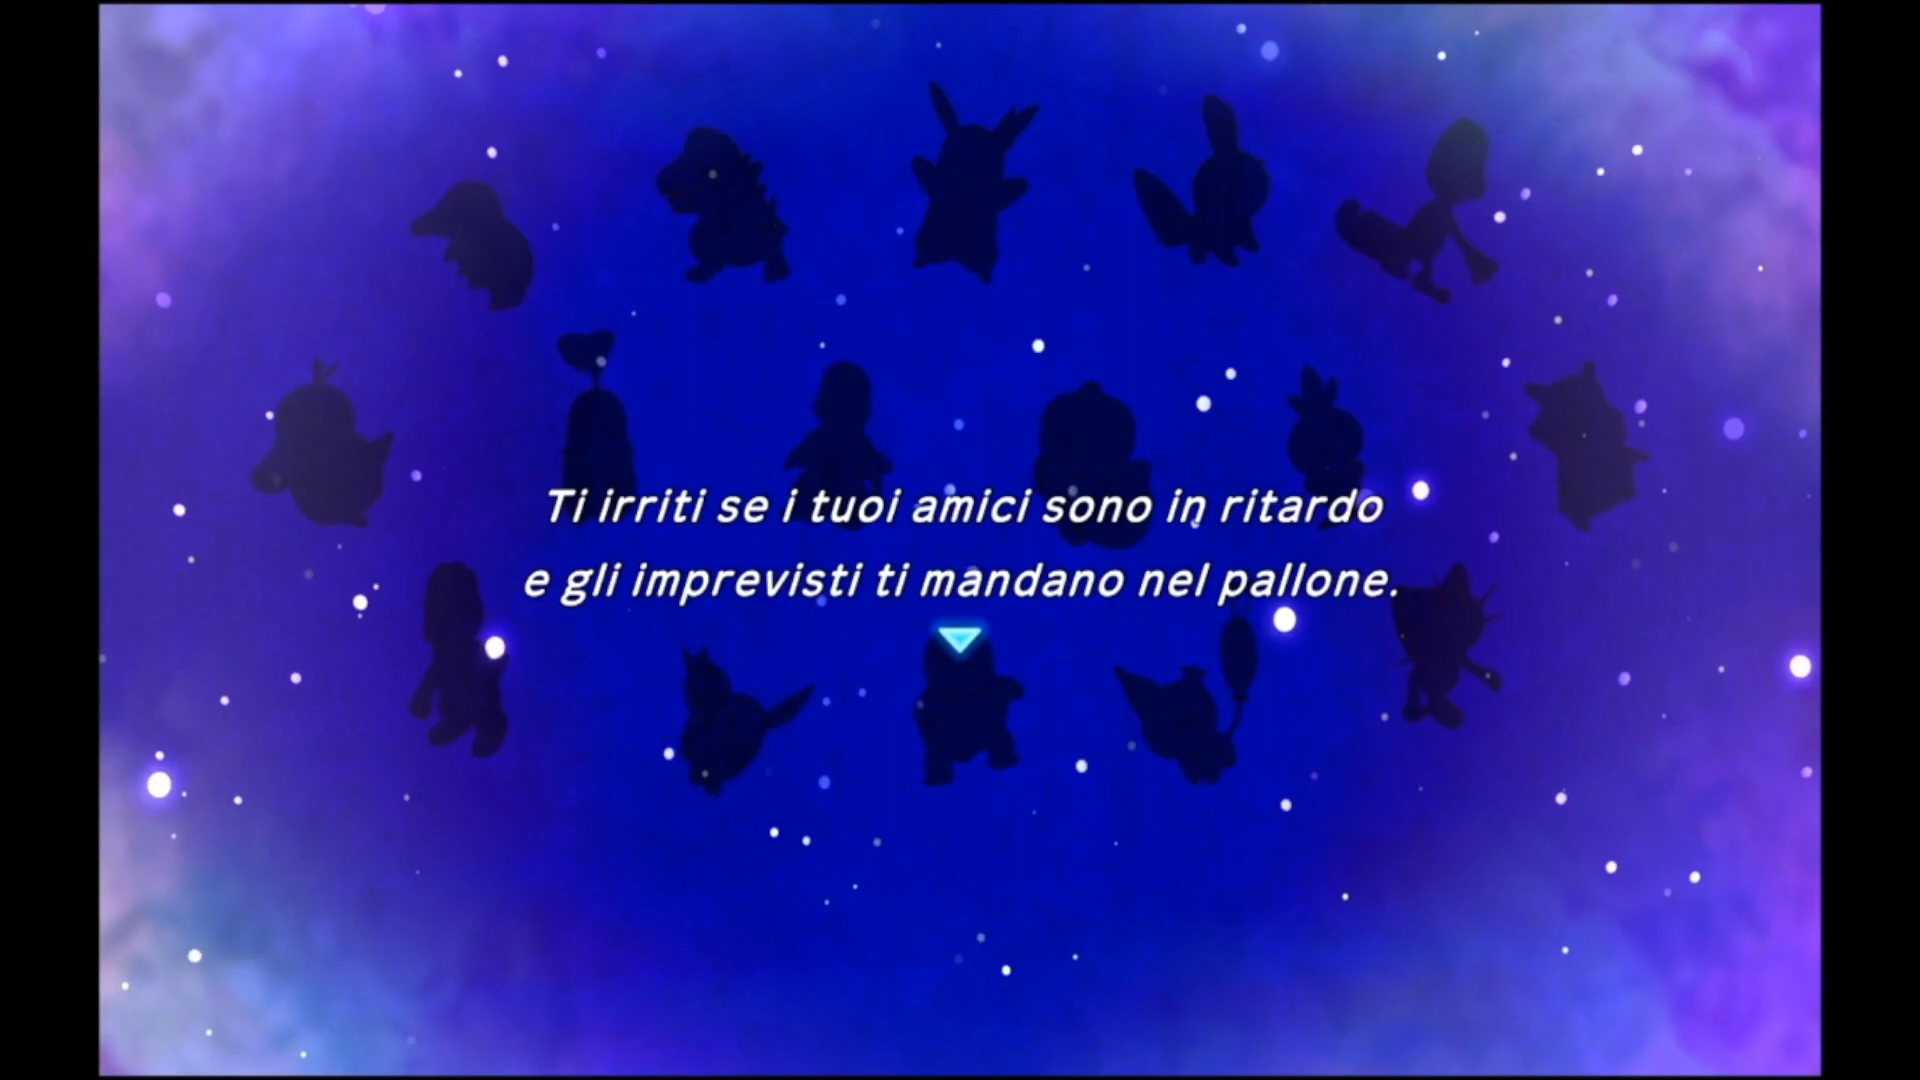 Ti irriti se i tuoi amici sono in ritardo
e gli imprevisti ti mandano nel pallone.